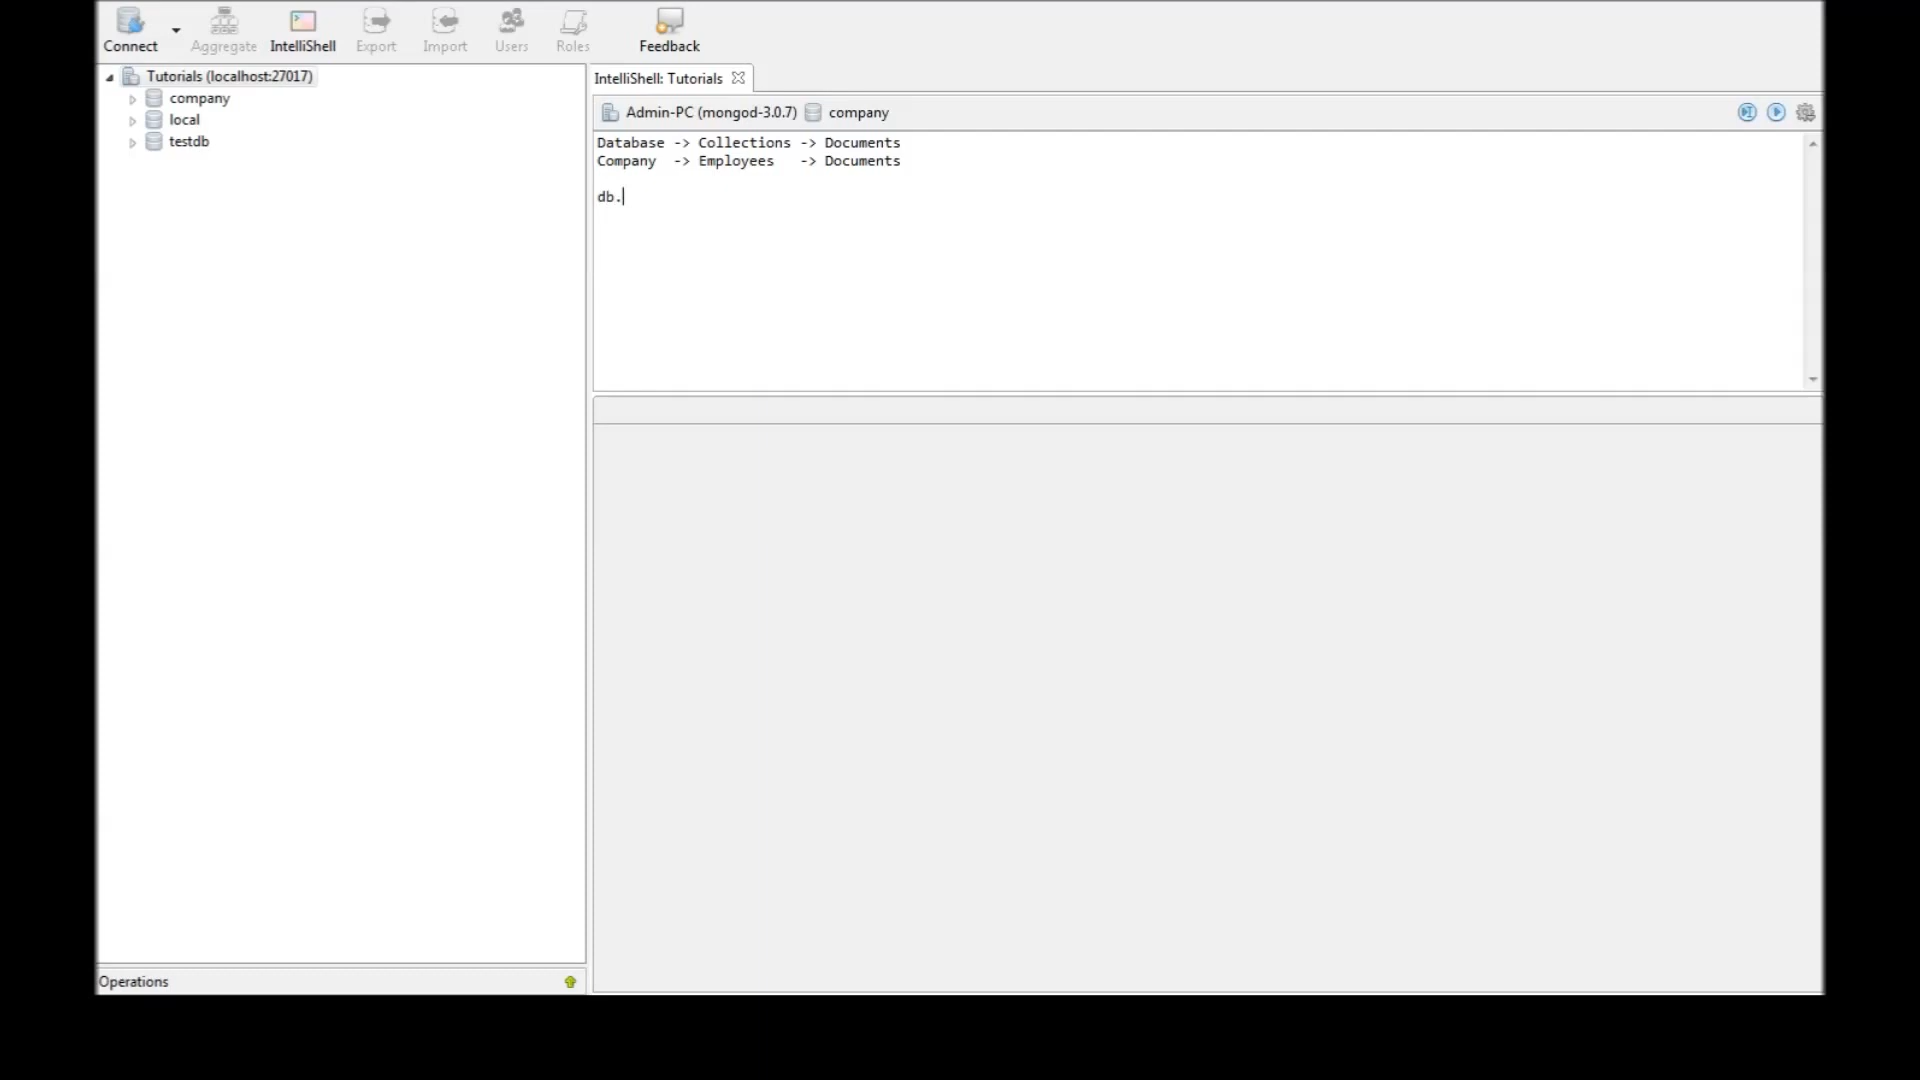 Connect Aggregate IntelliShell Export Import Users Roles Feedback
Tutorials (localhost:27017)
company
local
testdb
Operations
IntelliShell: Tutorials
Admin-PC (mongod-3.0.7) company
Database -> Collections -> Documents
Company -> Employees -> Documents
db.